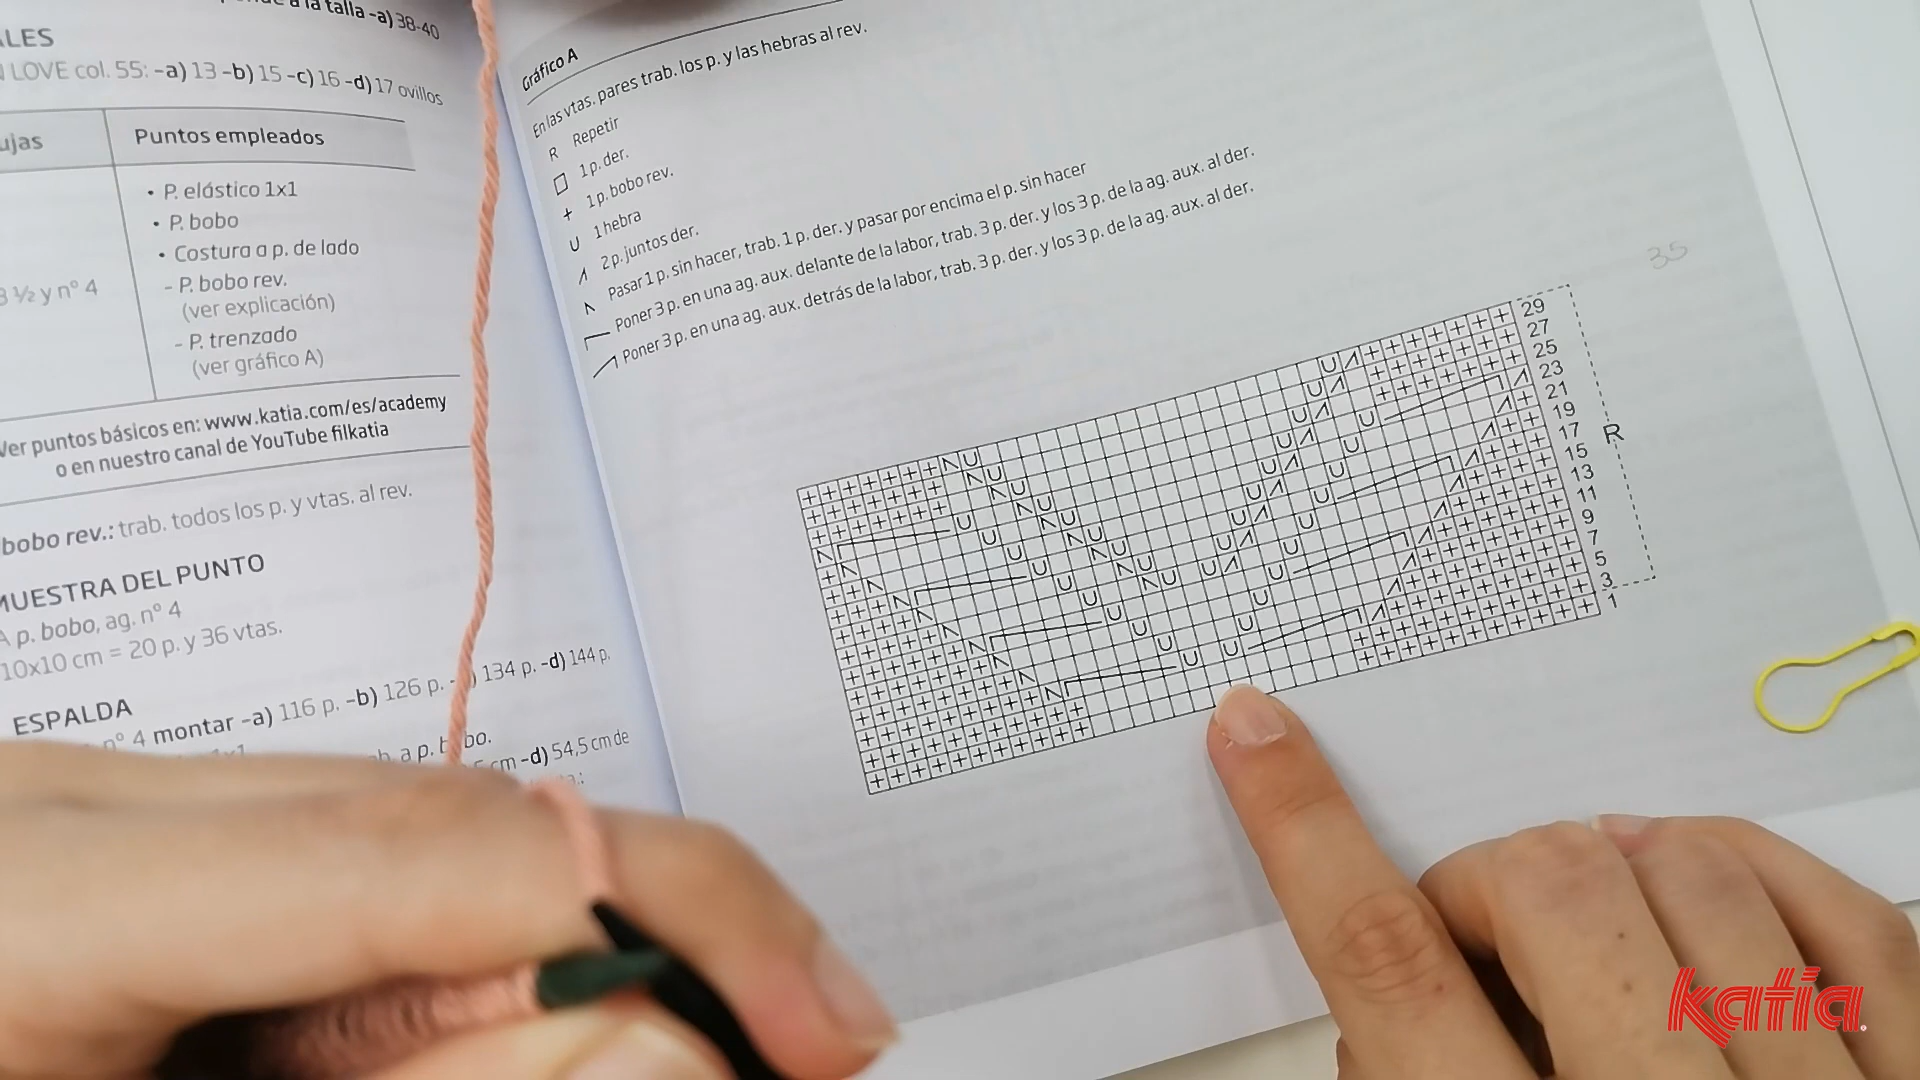 a la talla -a) 38-40
LOVE col. 55: -a) 13 -b) 15 -c) 16 -d) 17 ovillos
Puntos empleados
• P. elástico 1x1
• P. bobo
• Costura a p. de lado
- P. bobo rev.
(ver explicación)
- P. trenzado
(ver gráfico A)
3 ½ y nº 4
Ver puntos básicos en: www.katia.com/es/academy
o en nuestro canal de YouTube filkatia
bobo rev.: trab. todos los p. y vtas. al rev.
MUESTRA DEL PUNTO
A p. bobo, ag. nº 4
10x10 cm = 20 p. y 36 vtas.
ESPALDA
nº 4 montar -a) 116 p. -b) 126 p. 134 p. -d) 144 p.
a p. bobo.
cm -d) 54,5 cm de
Gráfico A
En las vtas. pares trab. los p. y las hebras al rev.
R Repetir
1 p. der.
+ 1 p. bobo rev.
U 1 hebra
2 p. juntos der.
Pasar 1 p. sin hacer, trab. 1 p. der. y pasar por encima el p. sin hacer
Poner 3 p. en una ag. aux. delante de la labor, trab. 3 p. der. y los 3 p. de la ag. aux. al der.
Poner 3 p. en una ag. aux. detrás de la labor, trab. 3 p. der. y los 3 p. de la ag. aux. al der.
35
29
27
25
23
21
19
17
R
15
13
11
9
7
5
3
1
katia